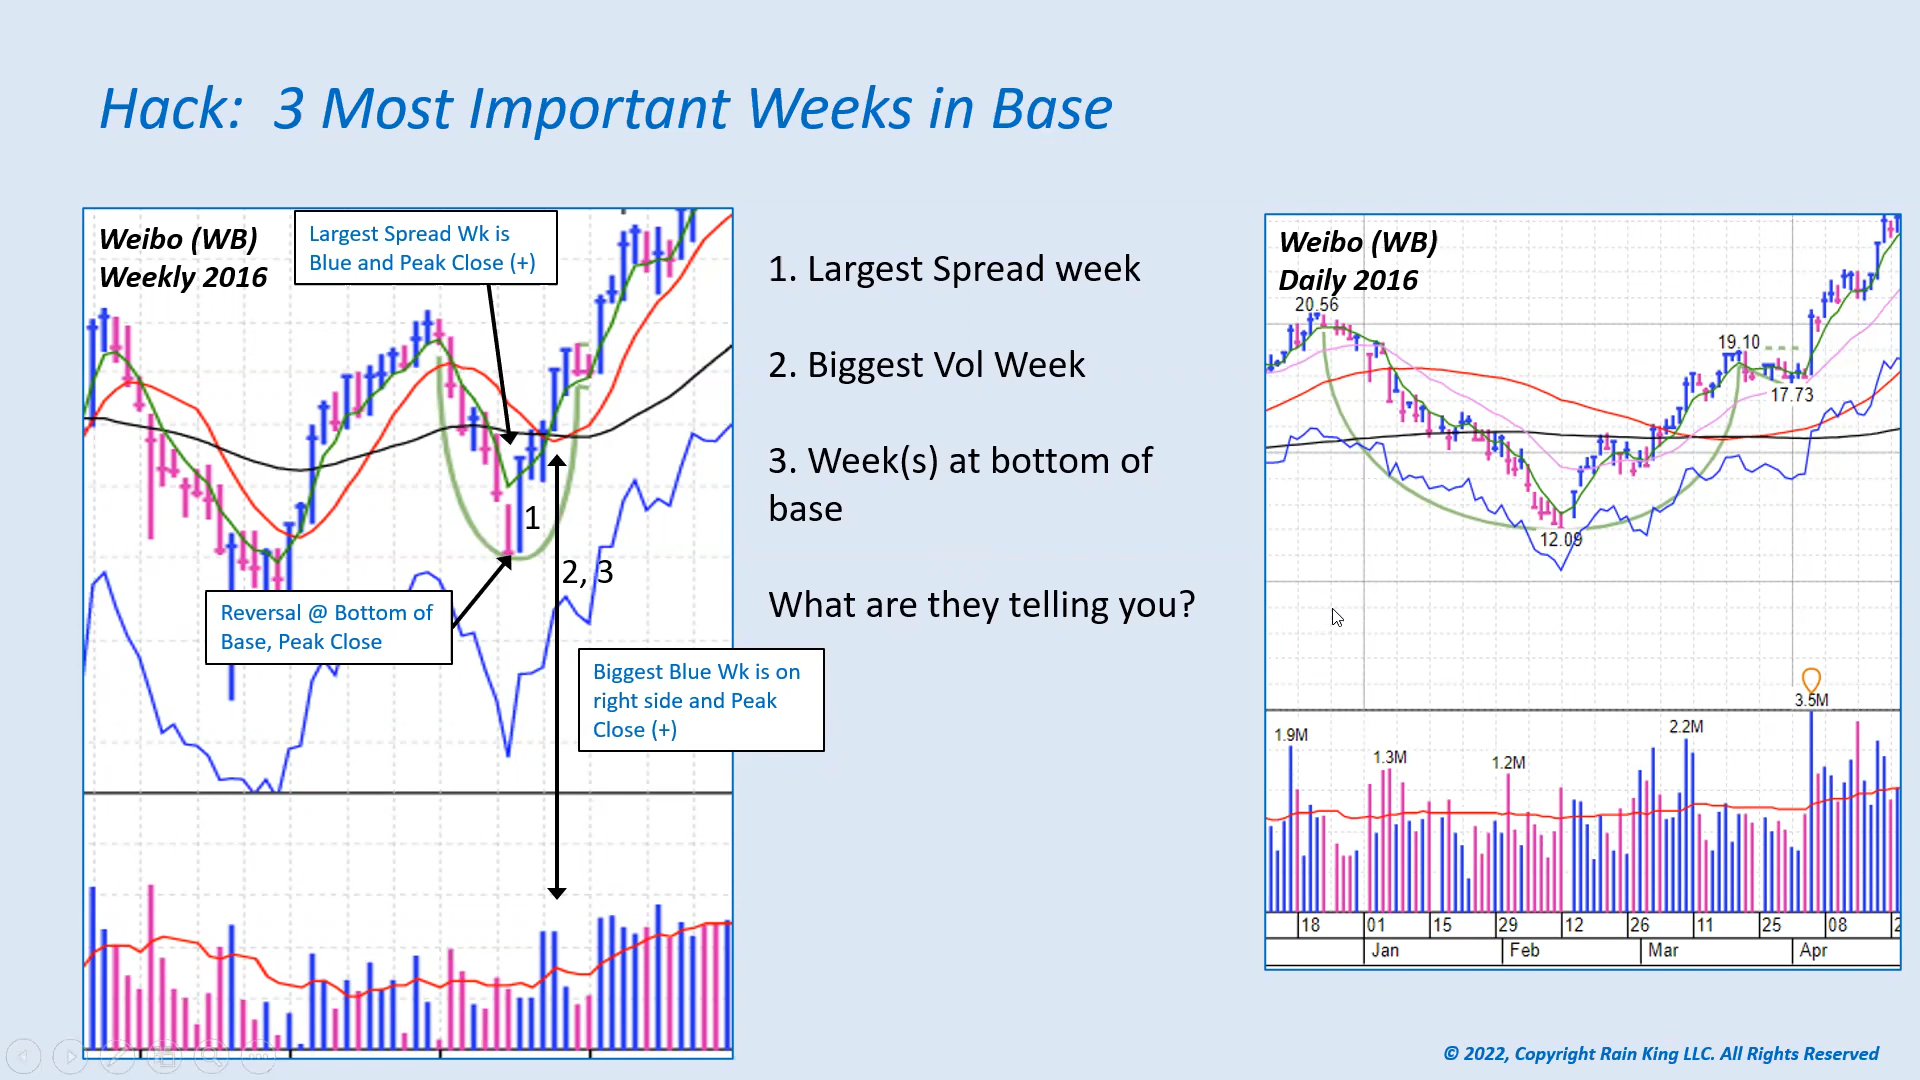 Hack:  3 Most Important Weeks in Base
Weibo (WB)
Weekly 2016
Largest Spread Wk is
Blue and Peak Close (+)
1
2, 3
Reversal @ Bottom of
Base, Peak Close
Biggest Blue Wk is on
right side and Peak
Close (+)
1. Largest Spread week
2. Biggest Vol Week
3. Week(s) at bottom of
base
What are they telling you?
Weibo (WB)
Daily 2016
20.56
19.10
17.73
12.09
3.5M
1.9M
2.2M
1.3M
1.2M
18 01 15 29 12 26 11 25 08 2
Jan Feb Mar Apr
© 2022, Copyright Rain King LLC. All Rights Reserved